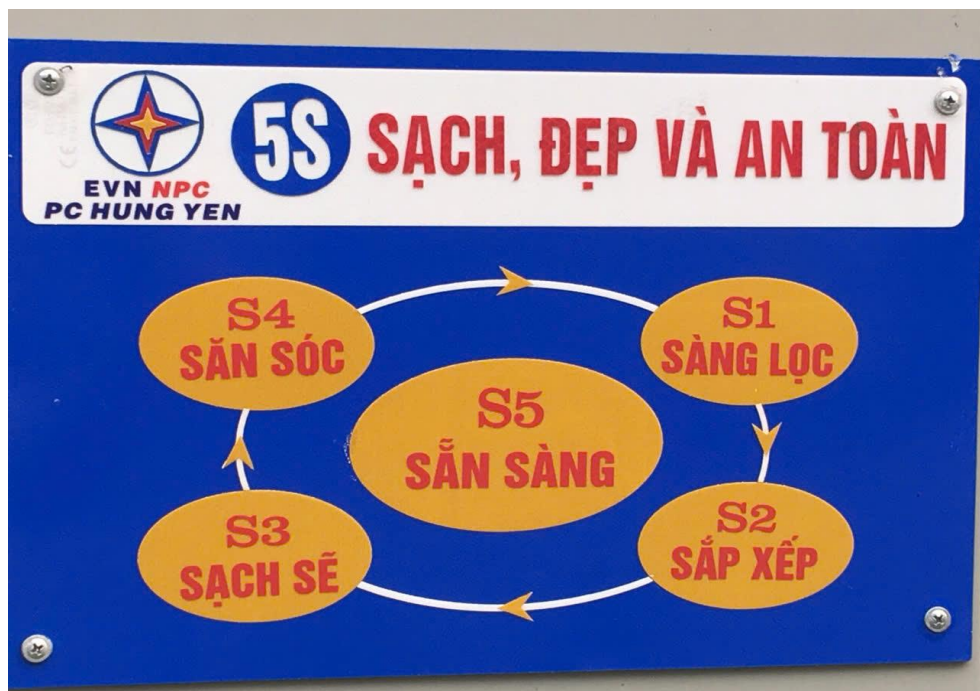 EVN NPC
PC HUNG YEN
5S
SẠCH, ĐẸP VÀ AN TOÀN
S4
SĂN SÓC
S1
SÀNG LỌC
S5
SẴN SÀNG
S3
SẠCH SẼ
S2
SẮP XẾP